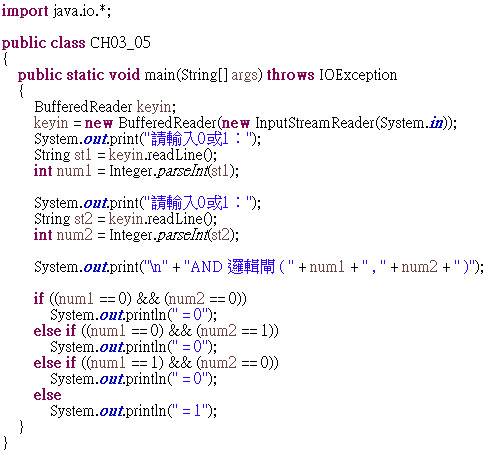 import java.io.*;
public class CH03_05
{
public static void main(String[] args) throws IOException
{
BufferedReader keyin;
keyin = new BufferedReader(new InputStreamReader(System.in));
System.out.print("請輸入0或1：");
String st1 = keyin.readLine();
int num1 = Integer.parseInt(st1);
System.out.print("請輸入0或1：");
String st2 = keyin.readLine();
int num2 = Integer.parseInt(st2);
System.out.print("\n" + "AND 邏輯閘 ( " + num1 + " , " + num2 + " )");
if ((num1 == 0) && (num2 == 0))
System.out.println(" = 0");
else if ((num1 == 0) && (num2 == 1))
System.out.println(" = 0");
else if ((num1 == 1) && (num2 == 0))
System.out.println(" = 0");
else
System.out.println(" = 1");
}
}